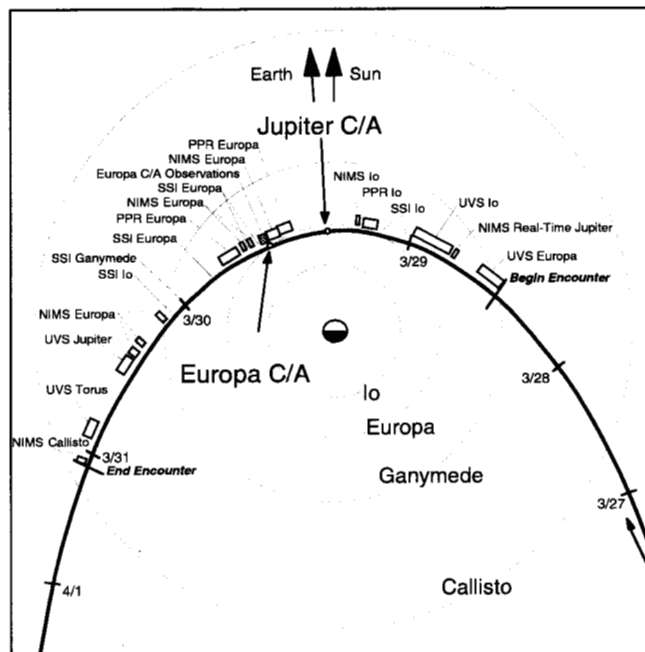 Earth
Sun
Jupiter C/A
PPR Europa
NIMS Europa
Europa C/A Observations
SSI Europa
NIMS Europa
PPR Europa
SSI Europa
SSI Ganymede
SSI Io
NIMS Europa
UVS Jupiter
UVS Torus
NIMS Callisto
NIMS Io
PPR Io
SSI Io
UVS Io
NIMS Real-Time Jupiter
UVS Europa
Begin Encounter
3/29
3/30
3/28
Europa C/A
Io
Europa
Ganymede
3/31
End Encounter
3/27
4/1
Callisto